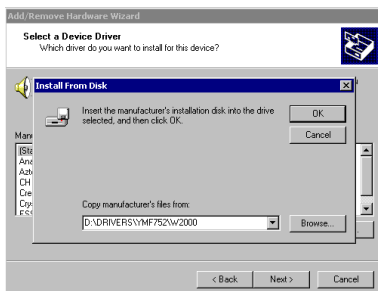 Add/Remove Hardware Wizard
Select a Device Driver
Which driver do you want to install for this device?
Install From Disk
Insert the manufacturer's installation disk into the drive
selected, and then click OK.
OK
Cancel
Copy manufacturer's files from:
D:\DRIVERS\YMF752\W2000
Browse...
< Back
Next >
Cancel